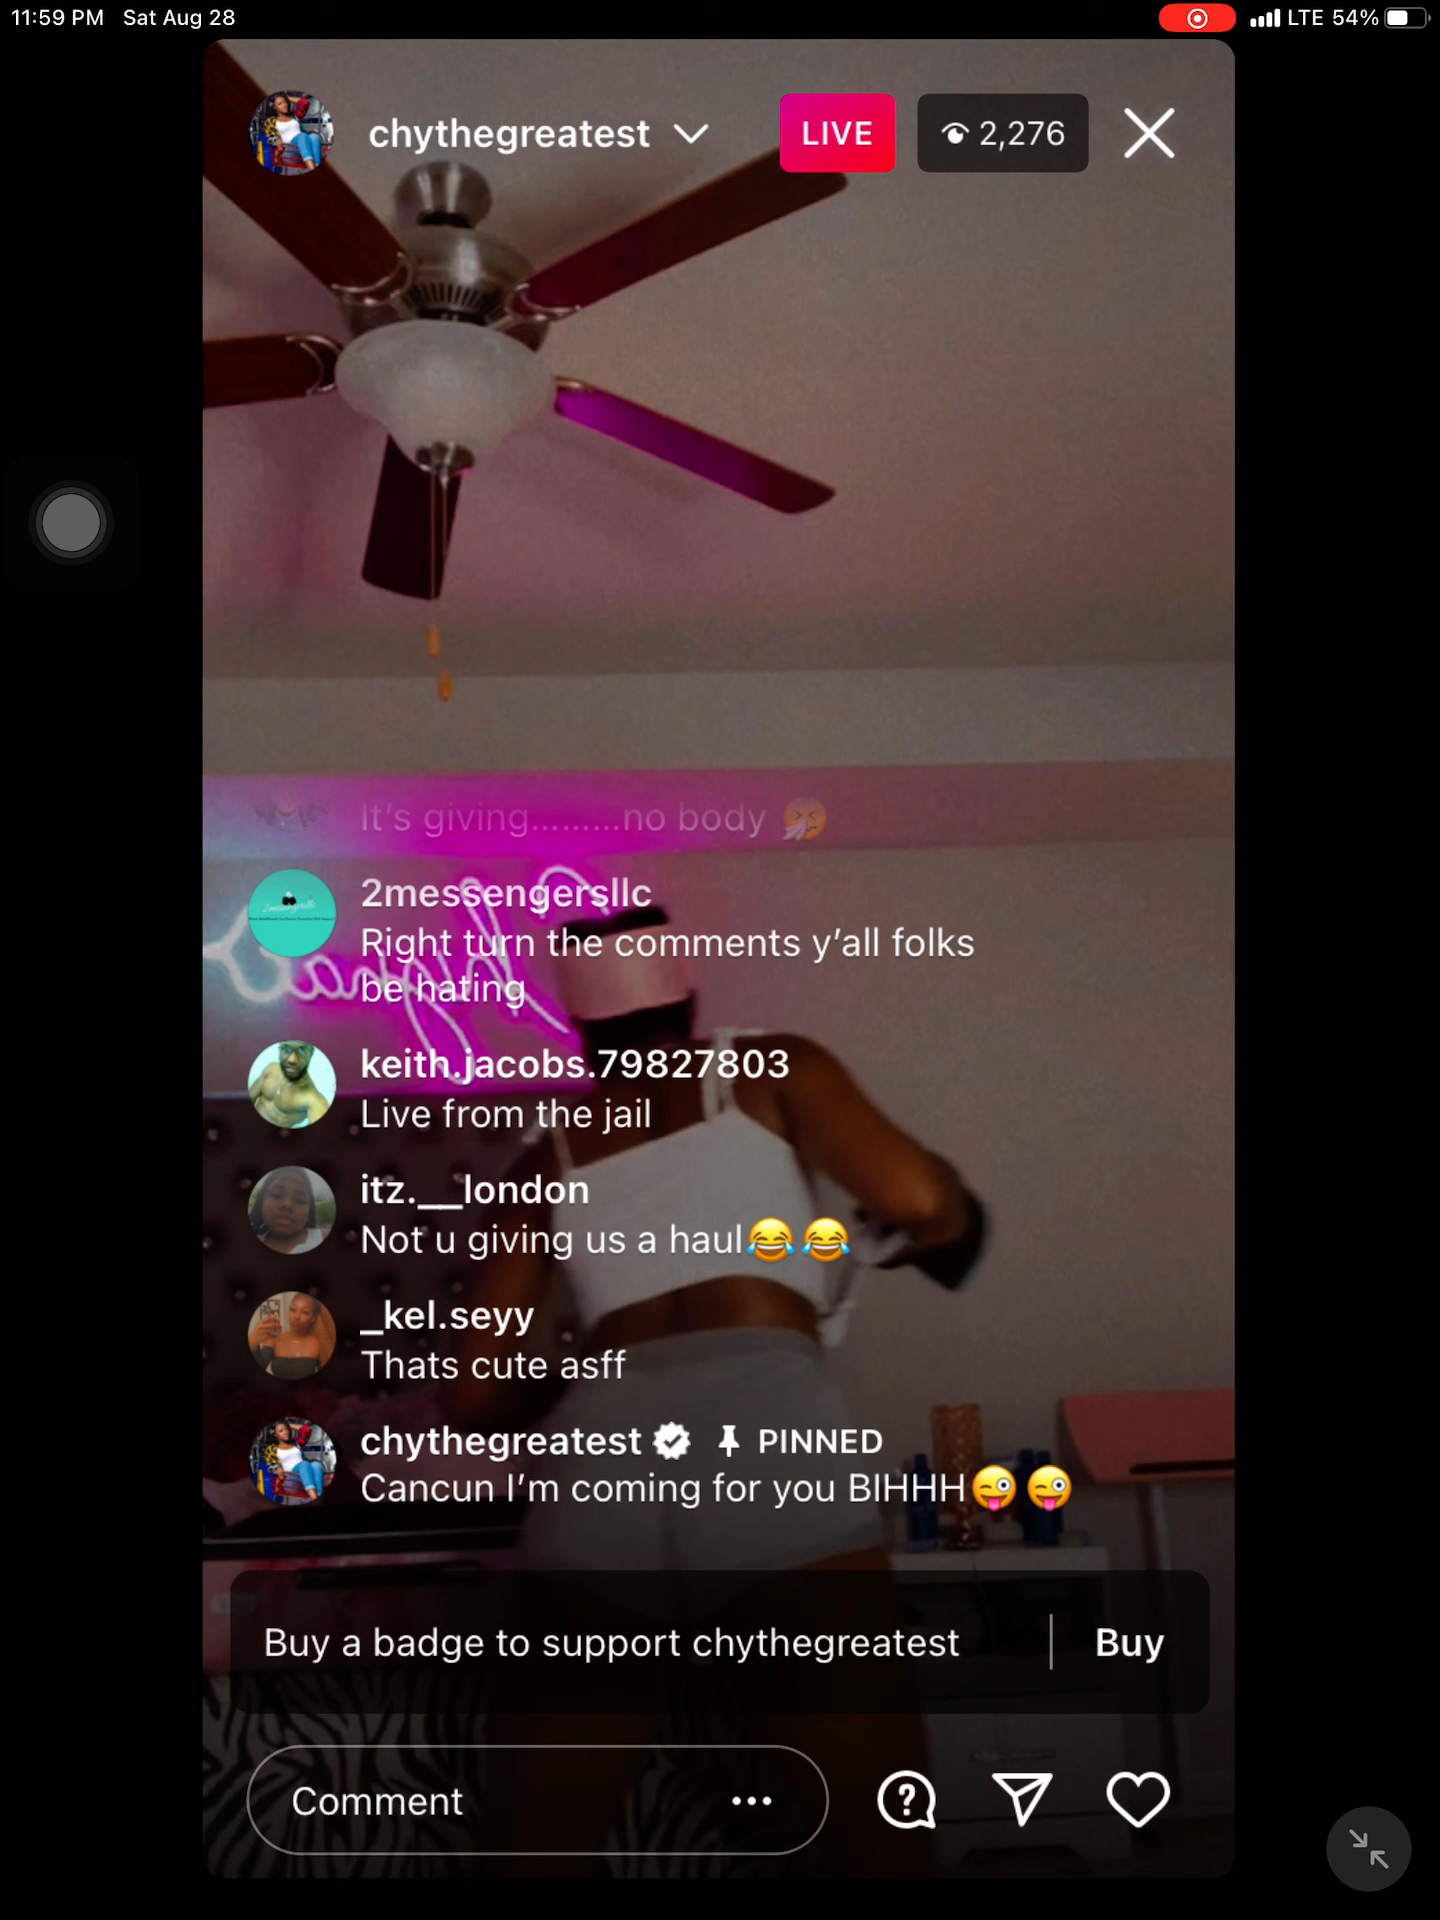 11:59 PM Sat Aug 28 LTE 54%
chythegreatest LIVE 2,276
It's giving.........no body 🤧
2messengersllc
Right turn the comments y'all folks
be hating
keith.jacobs.79827803
Live from the jail
itz.__london
Not u giving us a haul😂😂
_kel.seyy
Thats cute asff
chythegreatest PINNED
Cancun I'm coming for you BIHHH😜😜
Buy a badge to support chythegreatest | Buy
Comment ...